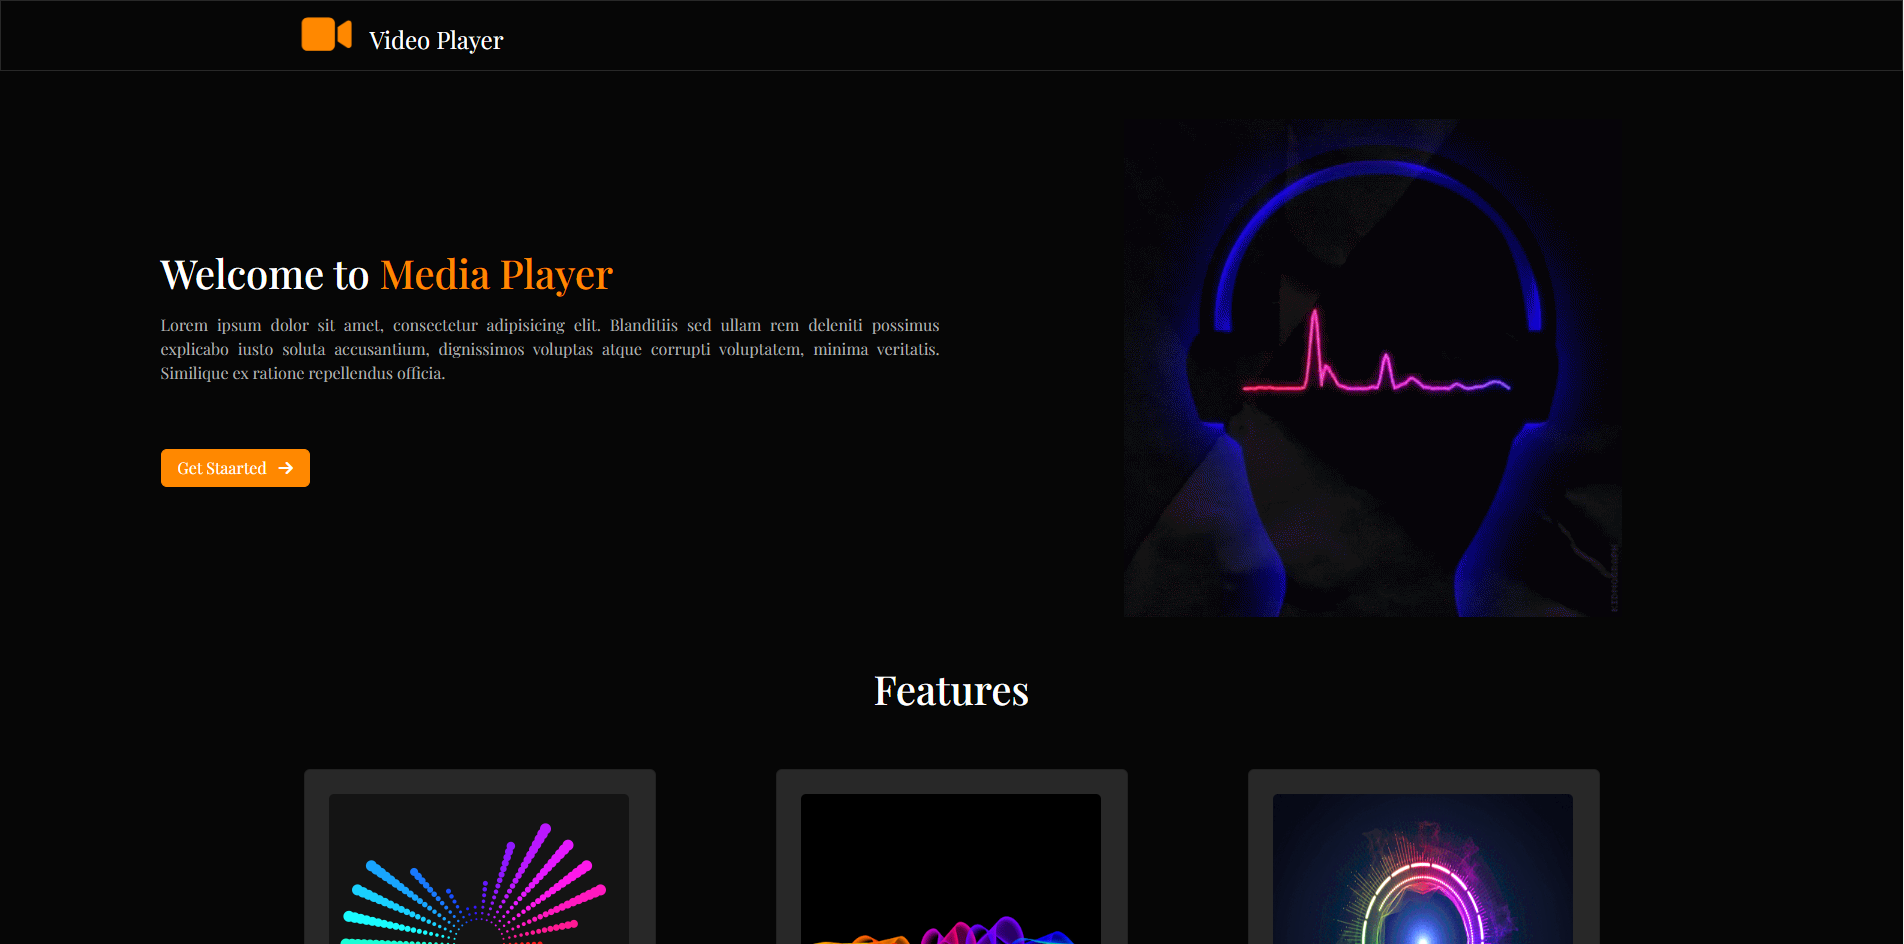 Video Player
Welcome to Media Player
Lorem ipsum dolor sit amet, consectetur adipisicing elit. Blanditiis sed ullam rem deleniti possimus
explicabo iusto soluta accusantium, dignissimos voluptas atque corrupti voluptatem, minima veritatis.
Similique ex ratione repellendus officia.
Get Staarted
Features